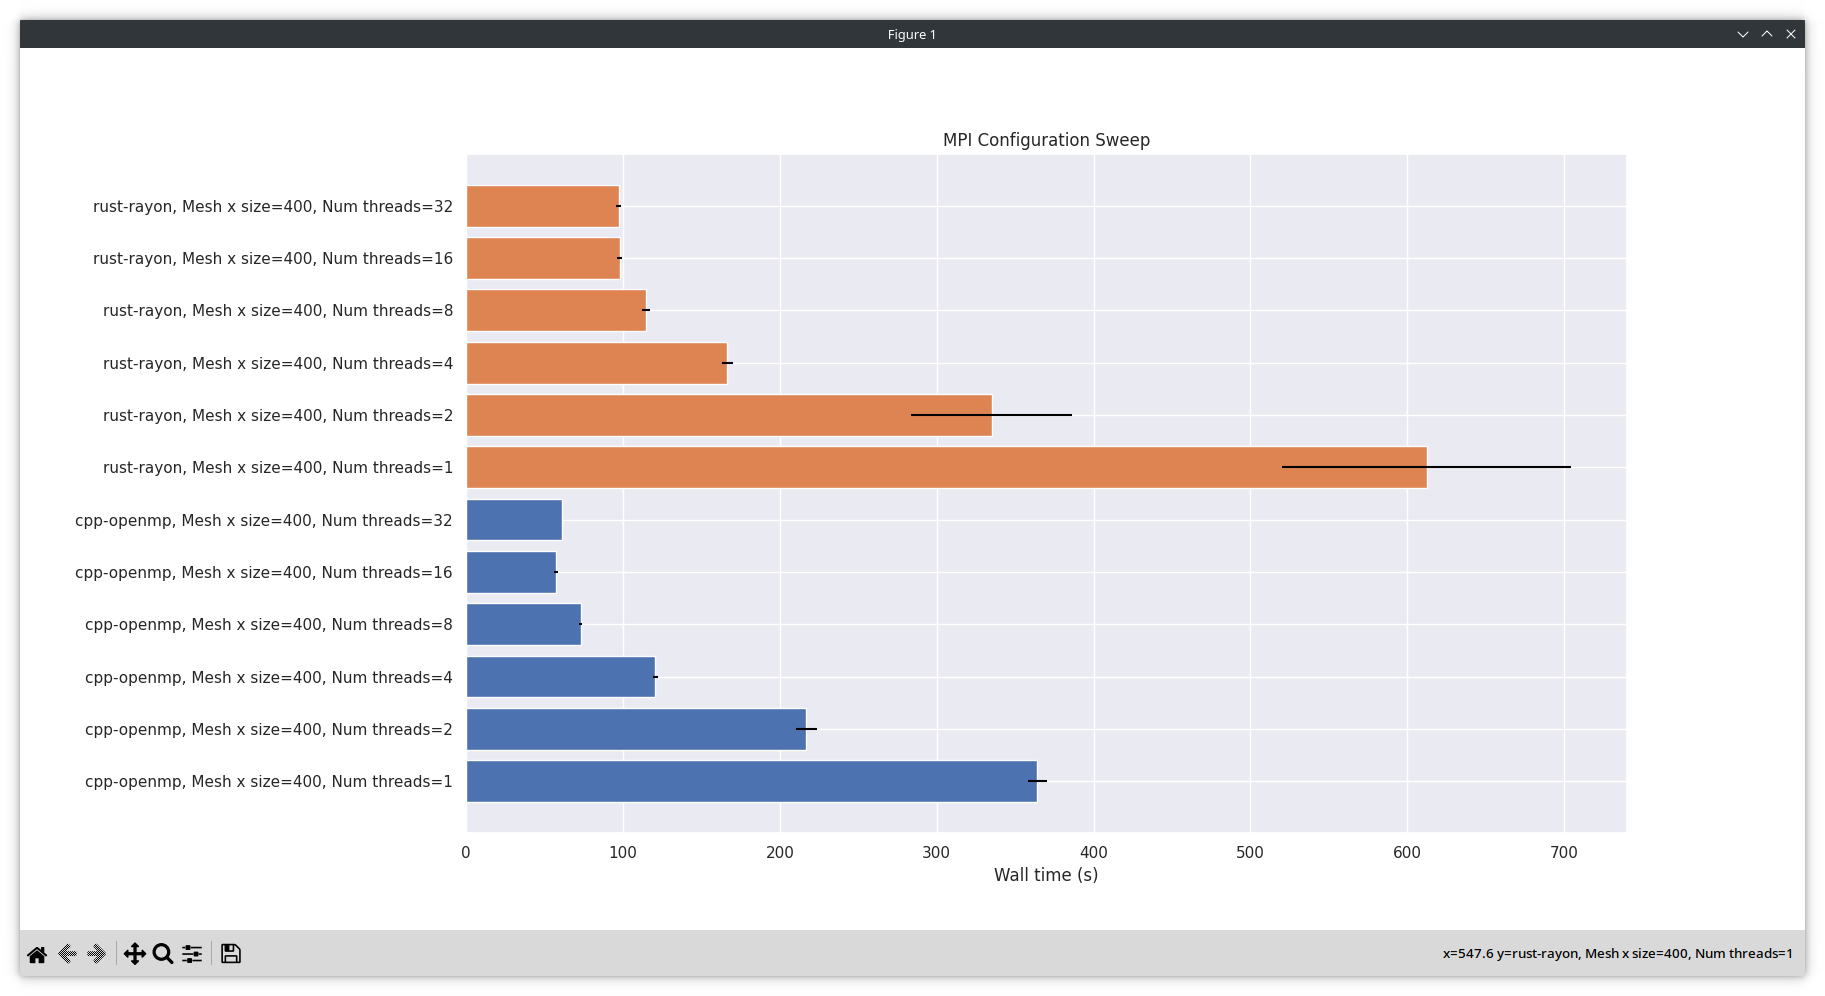 Figure 1
MPI Configuration Sweep
rust-rayon, Mesh x size=400, Num threads=32
rust-rayon, Mesh x size=400, Num threads=16
rust-rayon, Mesh x size=400, Num threads=8
rust-rayon, Mesh x size=400, Num threads=4
rust-rayon, Mesh x size=400, Num threads=2
rust-rayon, Mesh x size=400, Num threads=1
cpp-openmp, Mesh x size=400, Num threads=32
cpp-openmp, Mesh x size=400, Num threads=16
cpp-openmp, Mesh x size=400, Num threads=8
cpp-openmp, Mesh x size=400, Num threads=4
cpp-openmp, Mesh x size=400, Num threads=2
cpp-openmp, Mesh x size=400, Num threads=1
0 100 200 300 400 500 600 700
Wall time (s)
x=547.6 y=rust-rayon, Mesh x size=400, Num threads=1